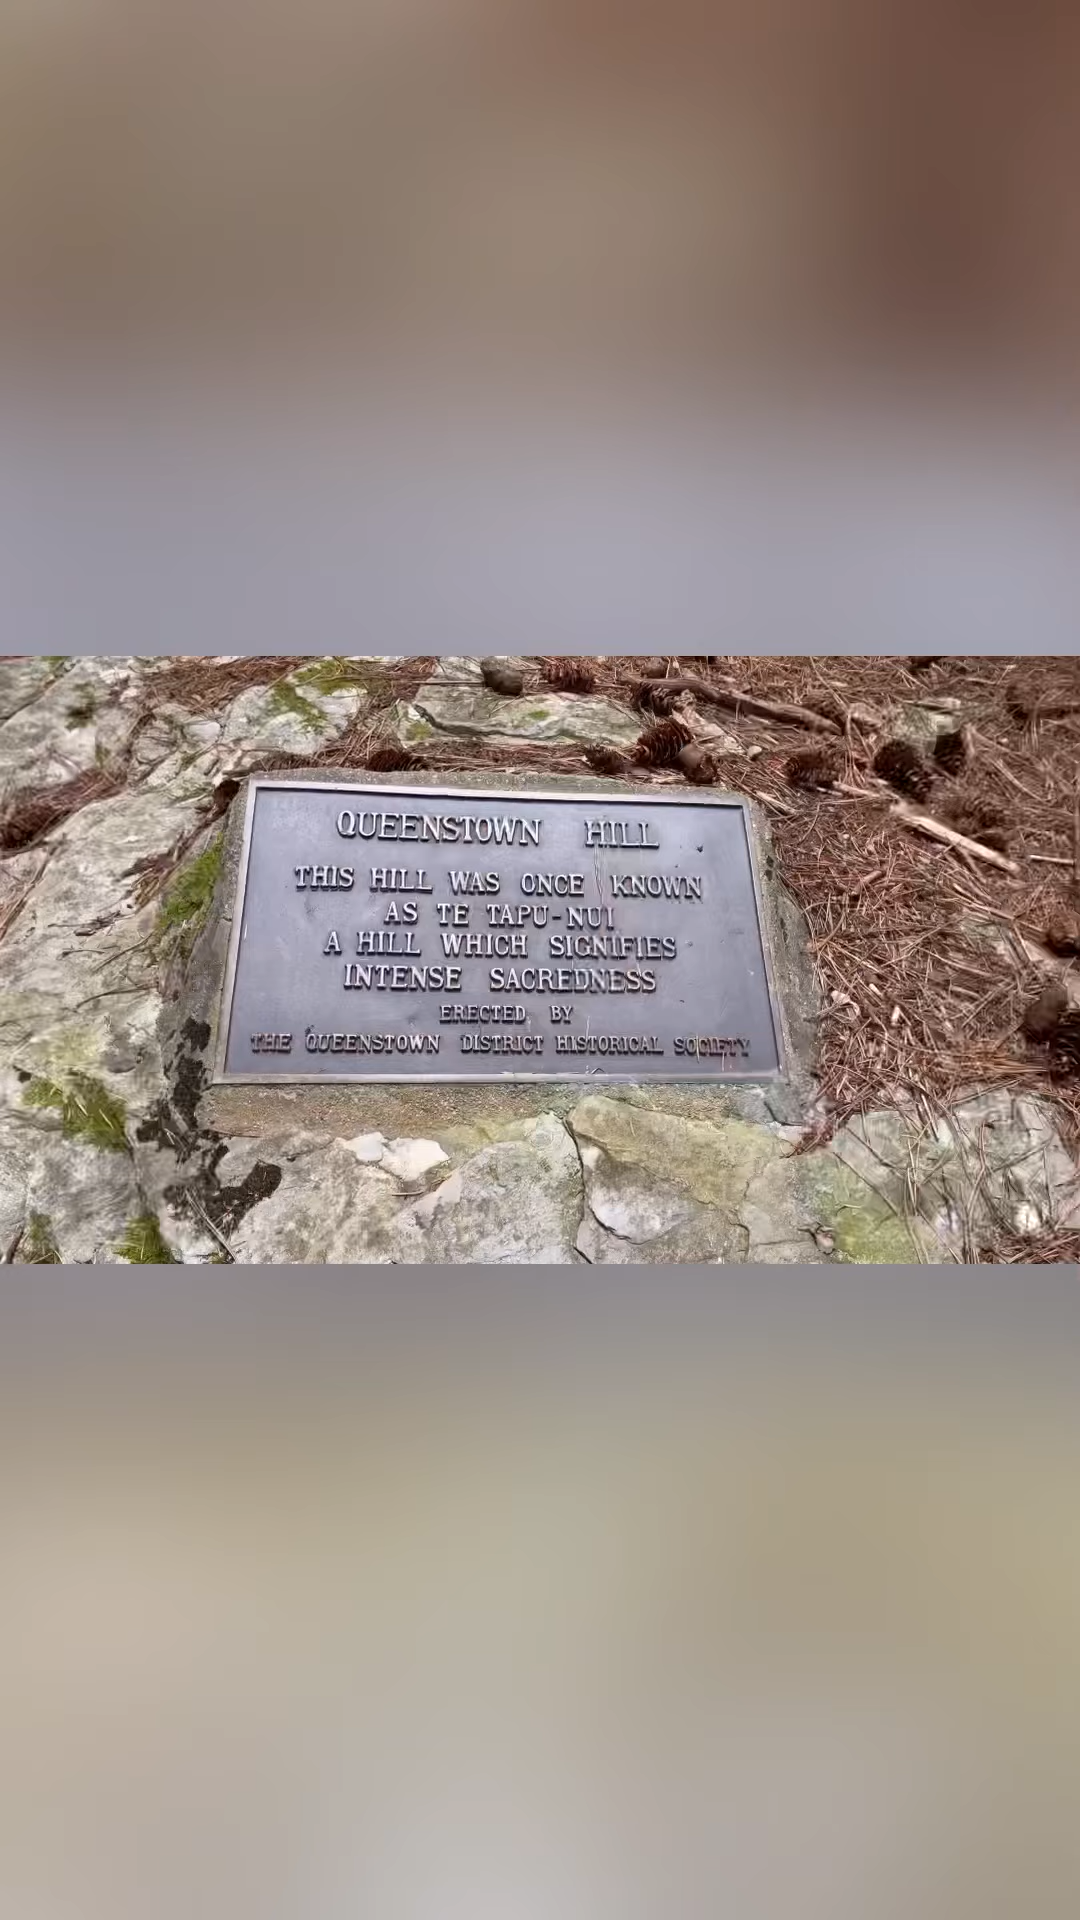 QUEENSTOWN HILL
THIS HILL WAS ONCE KNOWN
AS TE TAPU-NUI
A HILL WHICH SIGNIFIES
INTENSE SACREDNESS
ERECTED BY
THE QUEENSTOWN DISTRICT HISTORICAL SOCIETY